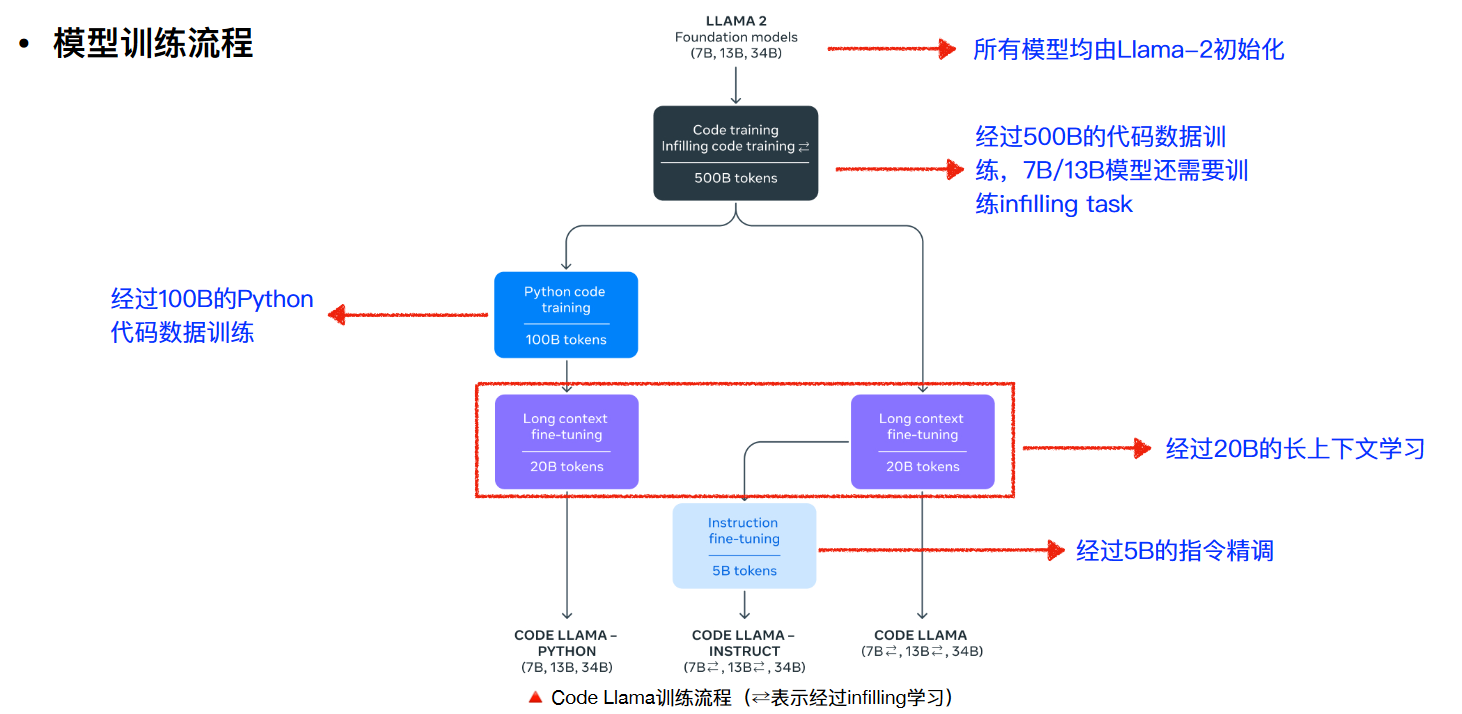 • 模型训练流程
LLAMA 2
Foundation models
(7B, 13B, 34B)
所有模型均由Llama-2初始化
Code training
Infilling code training ⇄
500B tokens
经过500B的代码数据训
练，7B/13B模型还需要训
练infilling task
经过100B的Python
代码数据训练
Python code
training
100B tokens
Long context
fine-tuning
20B tokens
Long context
fine-tuning
20B tokens
经过20B的长上下文学习
Instruction
fine-tuning
5B tokens
经过5B的指令精调
CODE LLAMA –
PYTHON
(7B, 13B, 34B)
CODE LLAMA –
INSTRUCT
(7B⇄, 13B⇄, 34B)
CODE LLAMA
(7B⇄, 13B⇄, 34B)
🔺 Code Llama训练流程（⇄表示经过infilling学习）